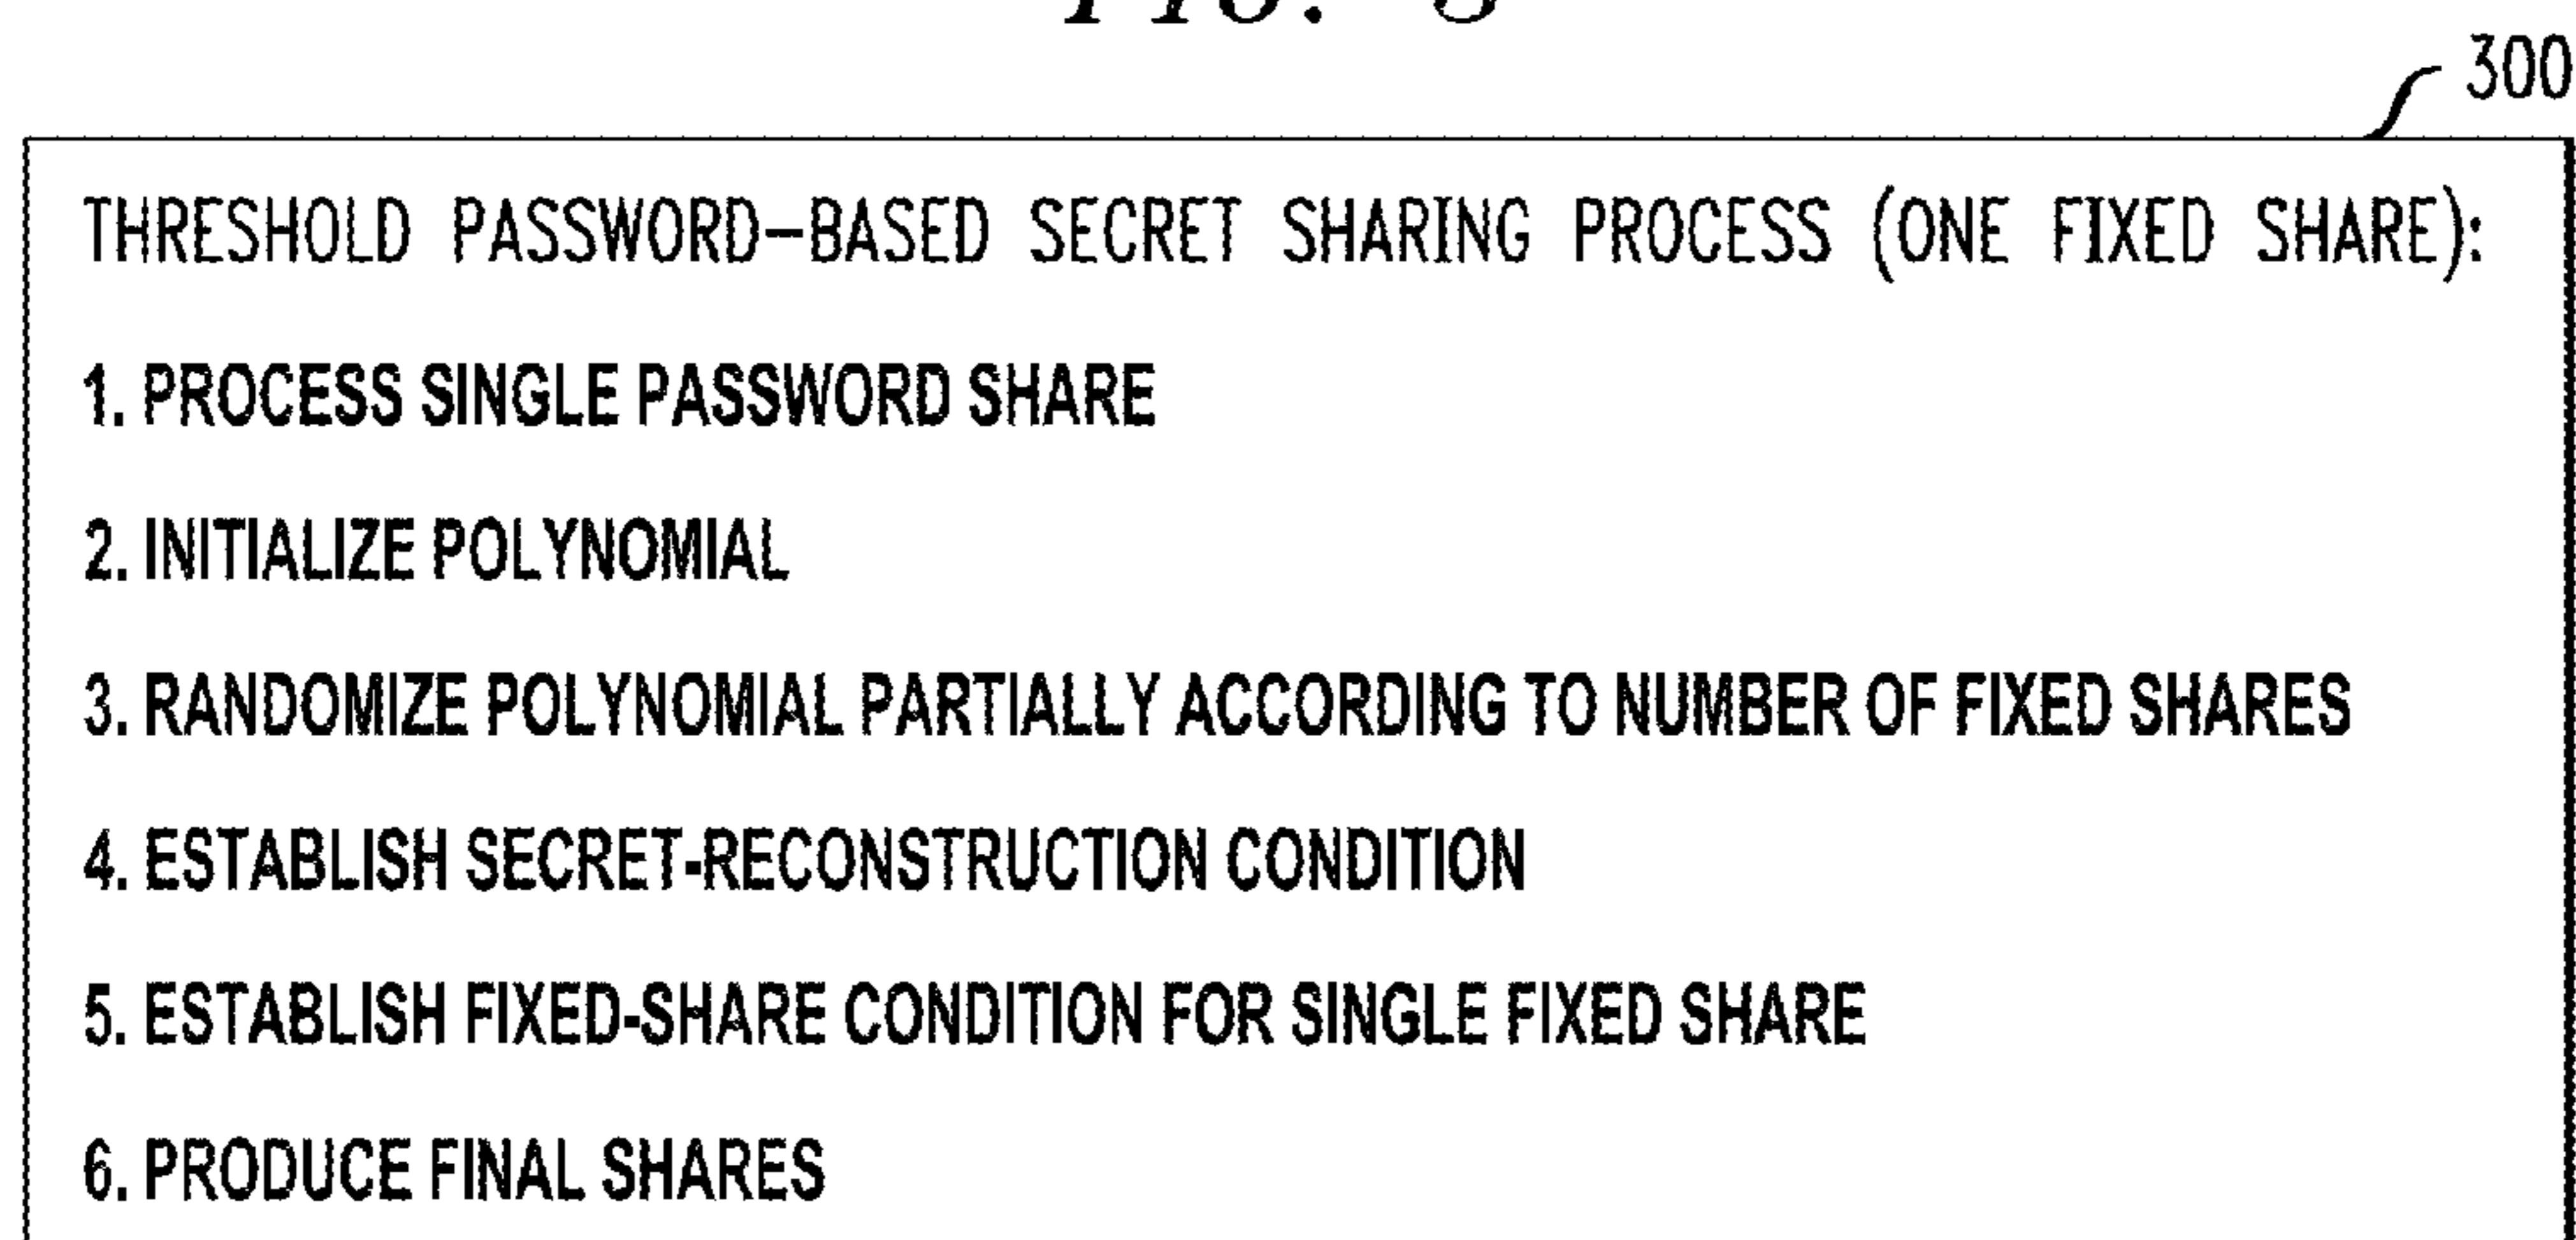 FIG. 3
300
THRESHOLD PASSWORD-BASED SECRET SHARING PROCESS (ONE FIXED SHARE):
1. PROCESS SINGLE PASSWORD SHARE
2. INITIALIZE POLYNOMIAL
3. RANDOMIZE POLYNOMIAL PARTIALLY ACCORDING TO NUMBER OF FIXED SHARES
4. ESTABLISH SECRET-RECONSTRUCTION CONDITION
5. ESTABLISH FIXED-SHARE CONDITION FOR SINGLE FIXED SHARE
6. PRODUCE FINAL SHARES